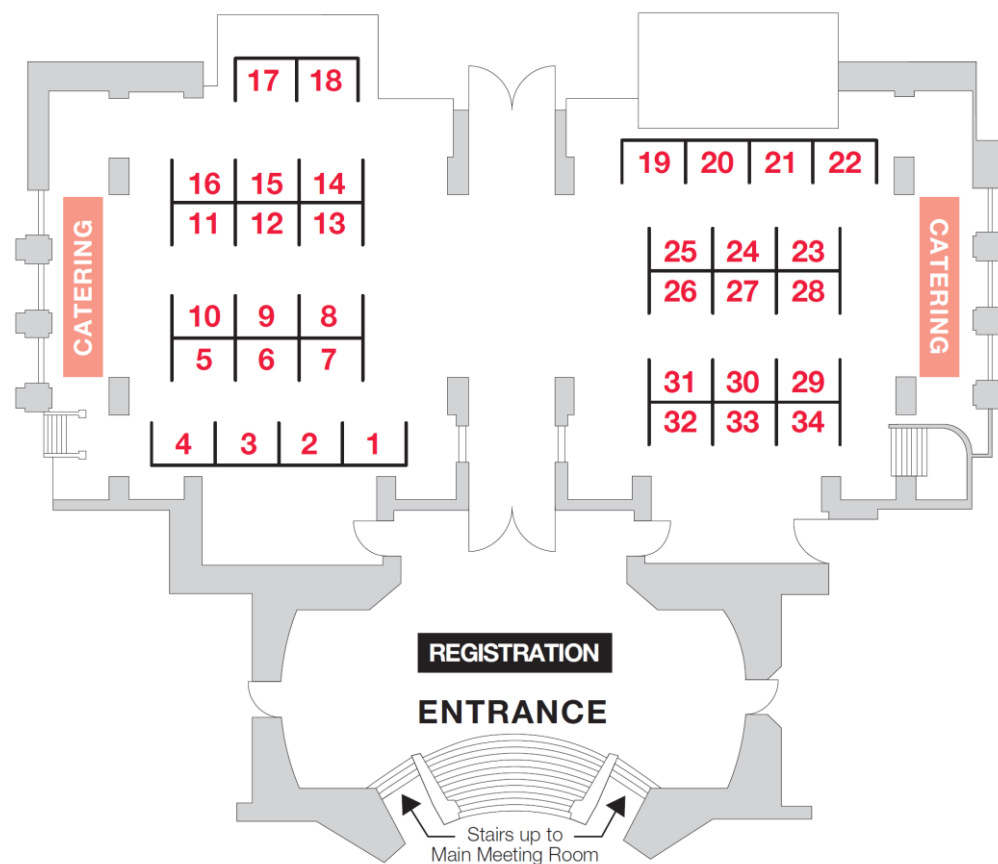 17 18
19 20 21 22
16 15 14
11 12 13
25 24 23
26 27 28
CATERING
CATERING
10 9 8
5 6 7
31 30 29
32 33 34
4 3 2 1
REGISTRATION
ENTRANCE
Stairs up to
Main Meeting Room